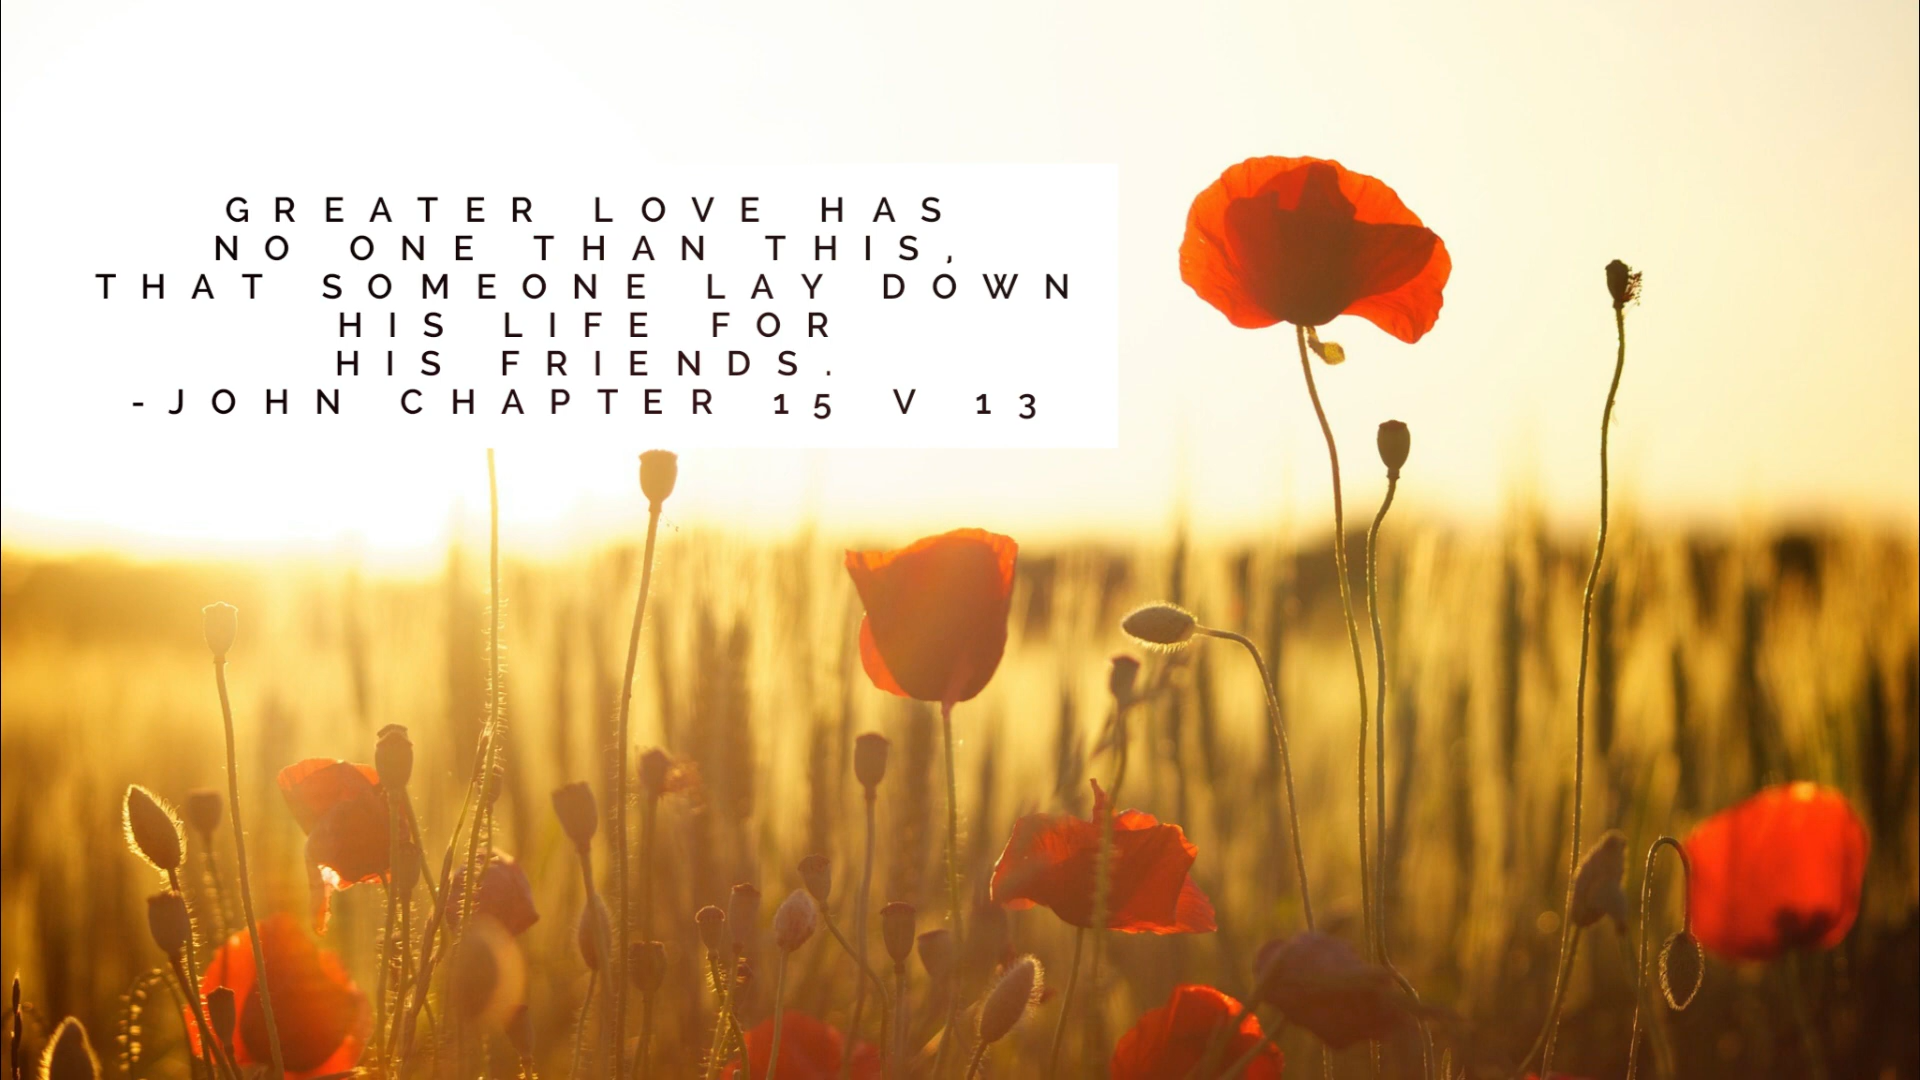 GREATER LOVE HAS
NO ONE THAN THIS,
THAT SOMEONE LAY DOWN
HIS LIFE FOR
HIS FRIENDS.
-JOHN CHAPTER 15 V 13